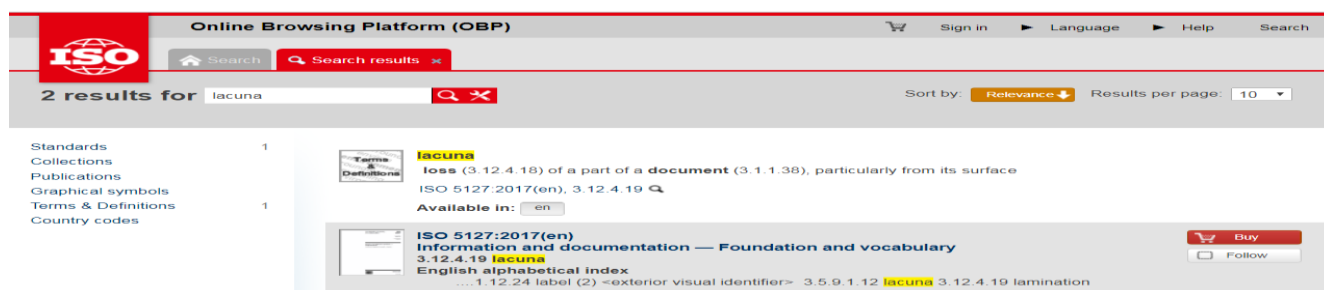 Online Browsing Platform (OBP)
Sign in ► Language ► Help Search
ISO
Search
Search results ×
2 results for lacuna
Sort by: Relevance Results per page: 10
Standards 1
Collections
Publications
Graphical symbols
Terms & Definitions 1
Country codes
Terms & Definitions
lacuna
loss (3.12.4.18) of a part of a document (3.1.1.38), particularly from its surface
ISO 5127:2017(en), 3.12.4.19
Available in: en
ISO 5127:2017(en)
Information and documentation — Foundation and vocabulary
3.12.4.19 lacuna
English alphabetical index
....1.12.24 label (2) <exterior visual identifier> 3.5.9.1.12 lacuna 3.12.4.19 lamination
Buy
Follow